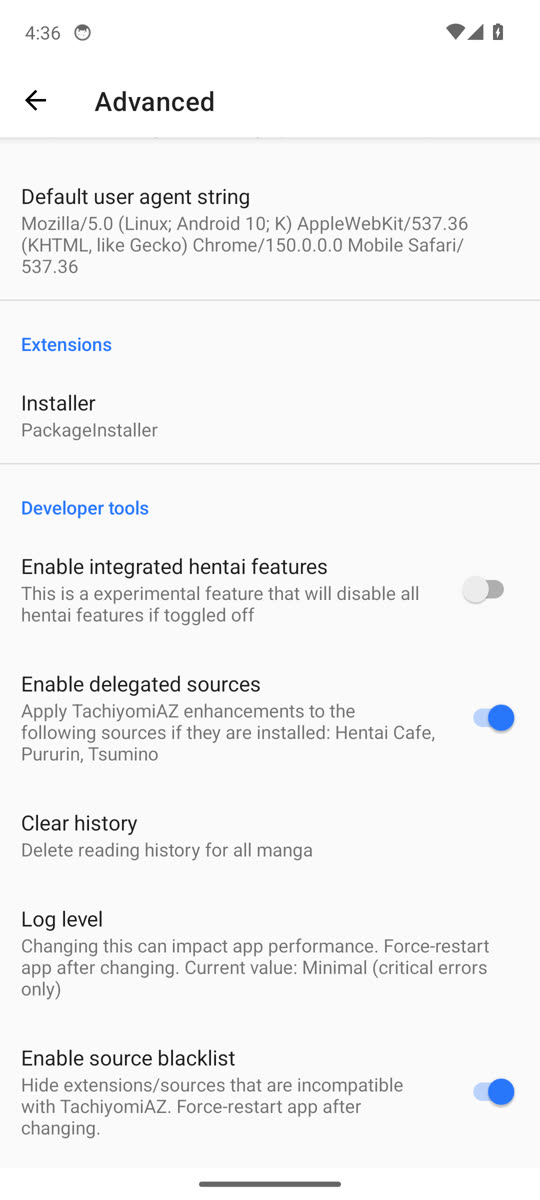 4:36
Advanced
Default user agent string
Mozilla/5.0 (Linux; Android 10; K) AppleWebKit/537.36
(KHTML, like Gecko) Chrome/150.0.0.0 Mobile Safari/
537.36
Extensions
Installer
PackageInstaller
Developer tools
Enable integrated hentai features
This is a experimental feature that will disable all
hentai features if toggled off
Enable delegated sources
Apply TachiyomiAZ enhancements to the
following sources if they are installed: Hentai Cafe,
Pururin, Tsumino
Clear history
Delete reading history for all manga
Log level
Changing this can impact app performance. Force-restart
app after changing. Current value: Minimal (critical errors
only)
Enable source blacklist
Hide extensions/sources that are incompatible
with TachiyomiAZ. Force-restart app after
changing.